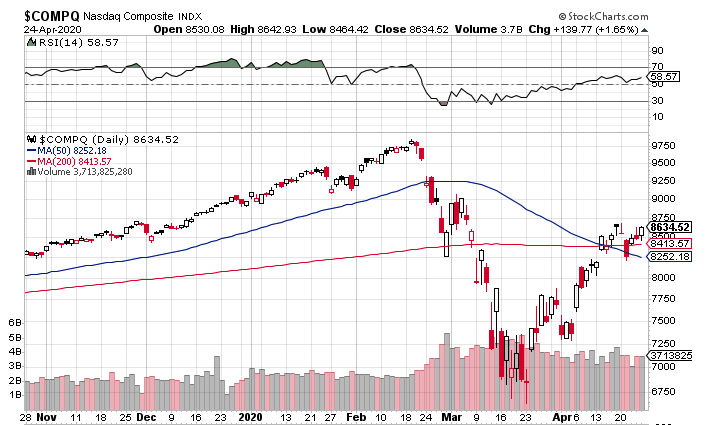 $COMPQ Nasdaq Composite INDX © StockCharts.com
24-Apr-2020 Open 8530.08 High 8642.93 Low 8464.42 Close 8634.52 Volume 3.7B Chg +139.77 (+1.65%)
RSI(14) 58.57
90
70
58.57
50
30
10
$COMPQ (Daily) 8634.52
MA(50) 8252.18
MA(200) 8413.57
Volume 3,713,825,280
9750
9500
9250
9000
8750
8634.52
8500
8413.57
8252.18
8000
7750
7500
7250
7000
6750
6B
5B
4B
3B
2B
1B
3713825
28 Nov 11 18 25 Dec 9 16 23 2020 13 21 27 Feb 10 18 24 Mar 9 16 23 Apr 6 13 20